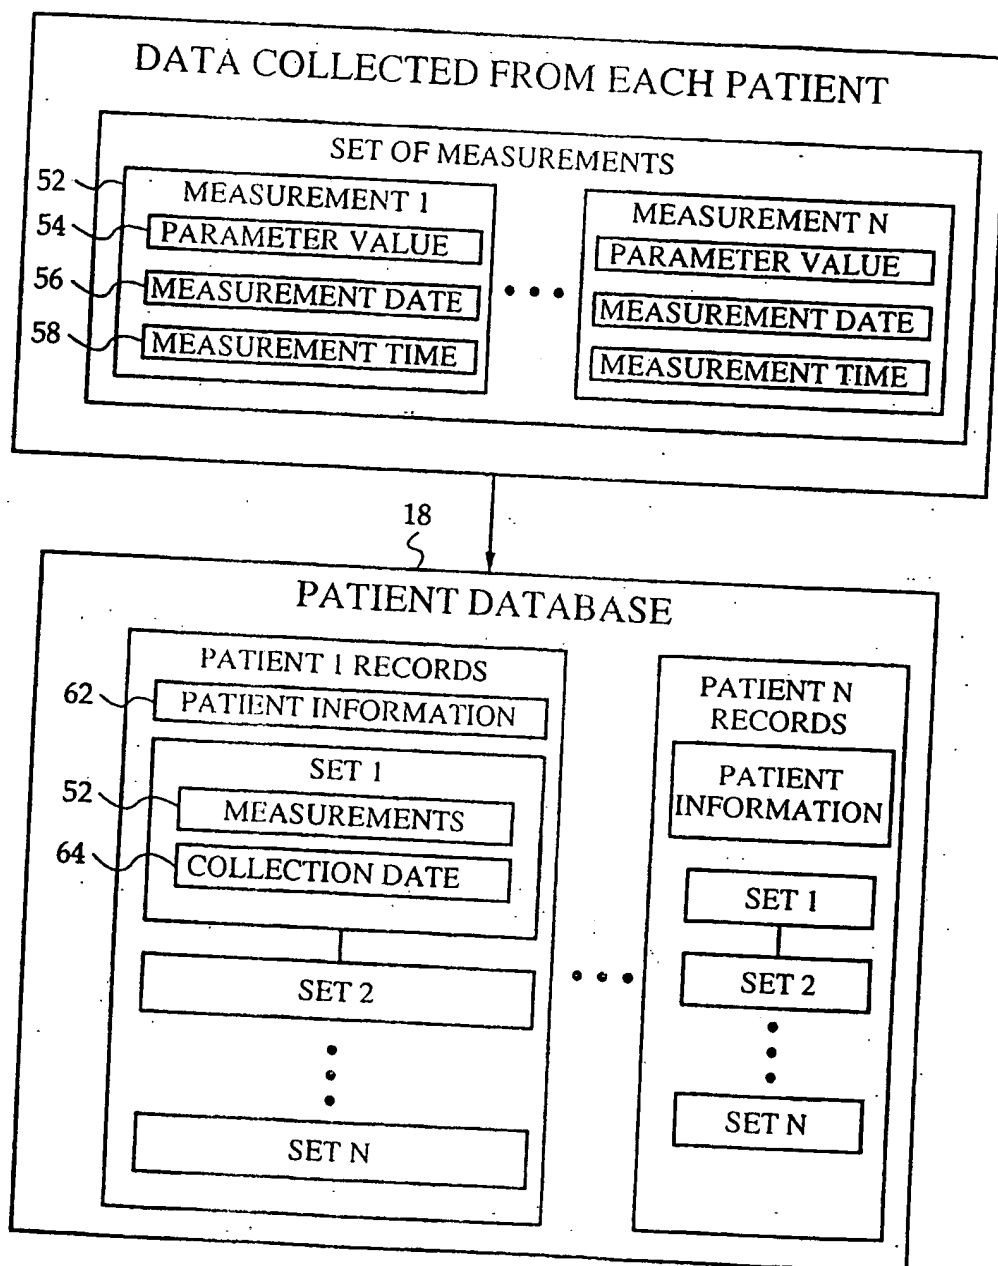 DATA COLLECTED FROM EACH PATIENT
SET OF MEASUREMENTS
52
MEASUREMENT 1
54
PARAMETER VALUE
56
MEASUREMENT DATE
58
MEASUREMENT TIME
MEASUREMENT N
PARAMETER VALUE
MEASUREMENT DATE
MEASUREMENT TIME
18
PATIENT DATABASE
PATIENT 1 RECORDS
62
PATIENT INFORMATION
SET 1
52
MEASUREMENTS
64
COLLECTION DATE
SET 2
SET N
PATIENT N
RECORDS
PATIENT
INFORMATION
SET 1
SET 2
SET N